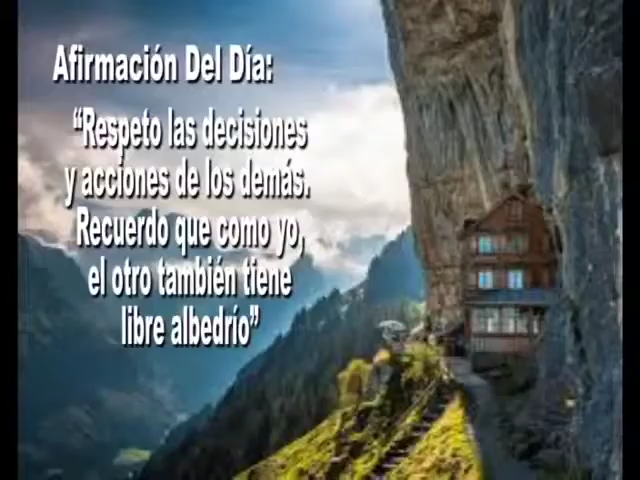 Afirmación Del Día:
“Respeto las decisiones
y acciones de los demás.
Recuerdo que como yo,
el otro también tiene
libre albedrío”